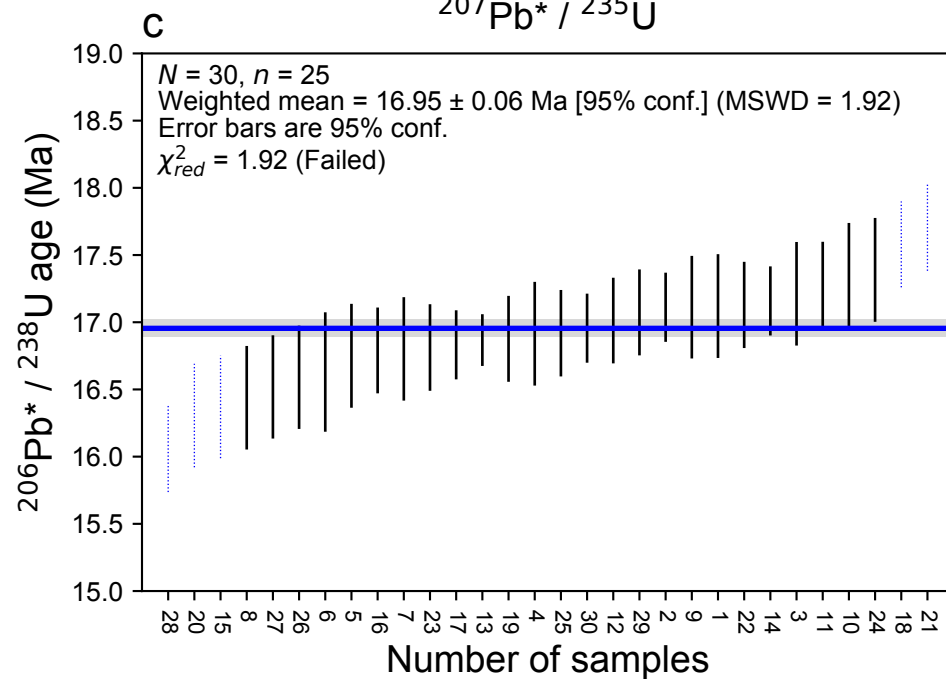 ²⁰⁷Pb* / ²³⁵U
c
N = 30, n = 25
Weighted mean = 16.95 ± 0.06 Ma [95% conf.] (MSWD = 1.92)
Error bars are 95% conf.
χ²red = 1.92 (Failed)
²⁰⁶Pb* / ²³⁸U age (Ma)
19.0
18.5
18.0
17.5
17.0
16.5
16.0
15.5
15.0
28 20 15 8 27 26 6 5 16 7 23 17 13 19 4 25 30 12 29 2 9 1 22 14 3 11 10 24 18 21
Number of samples